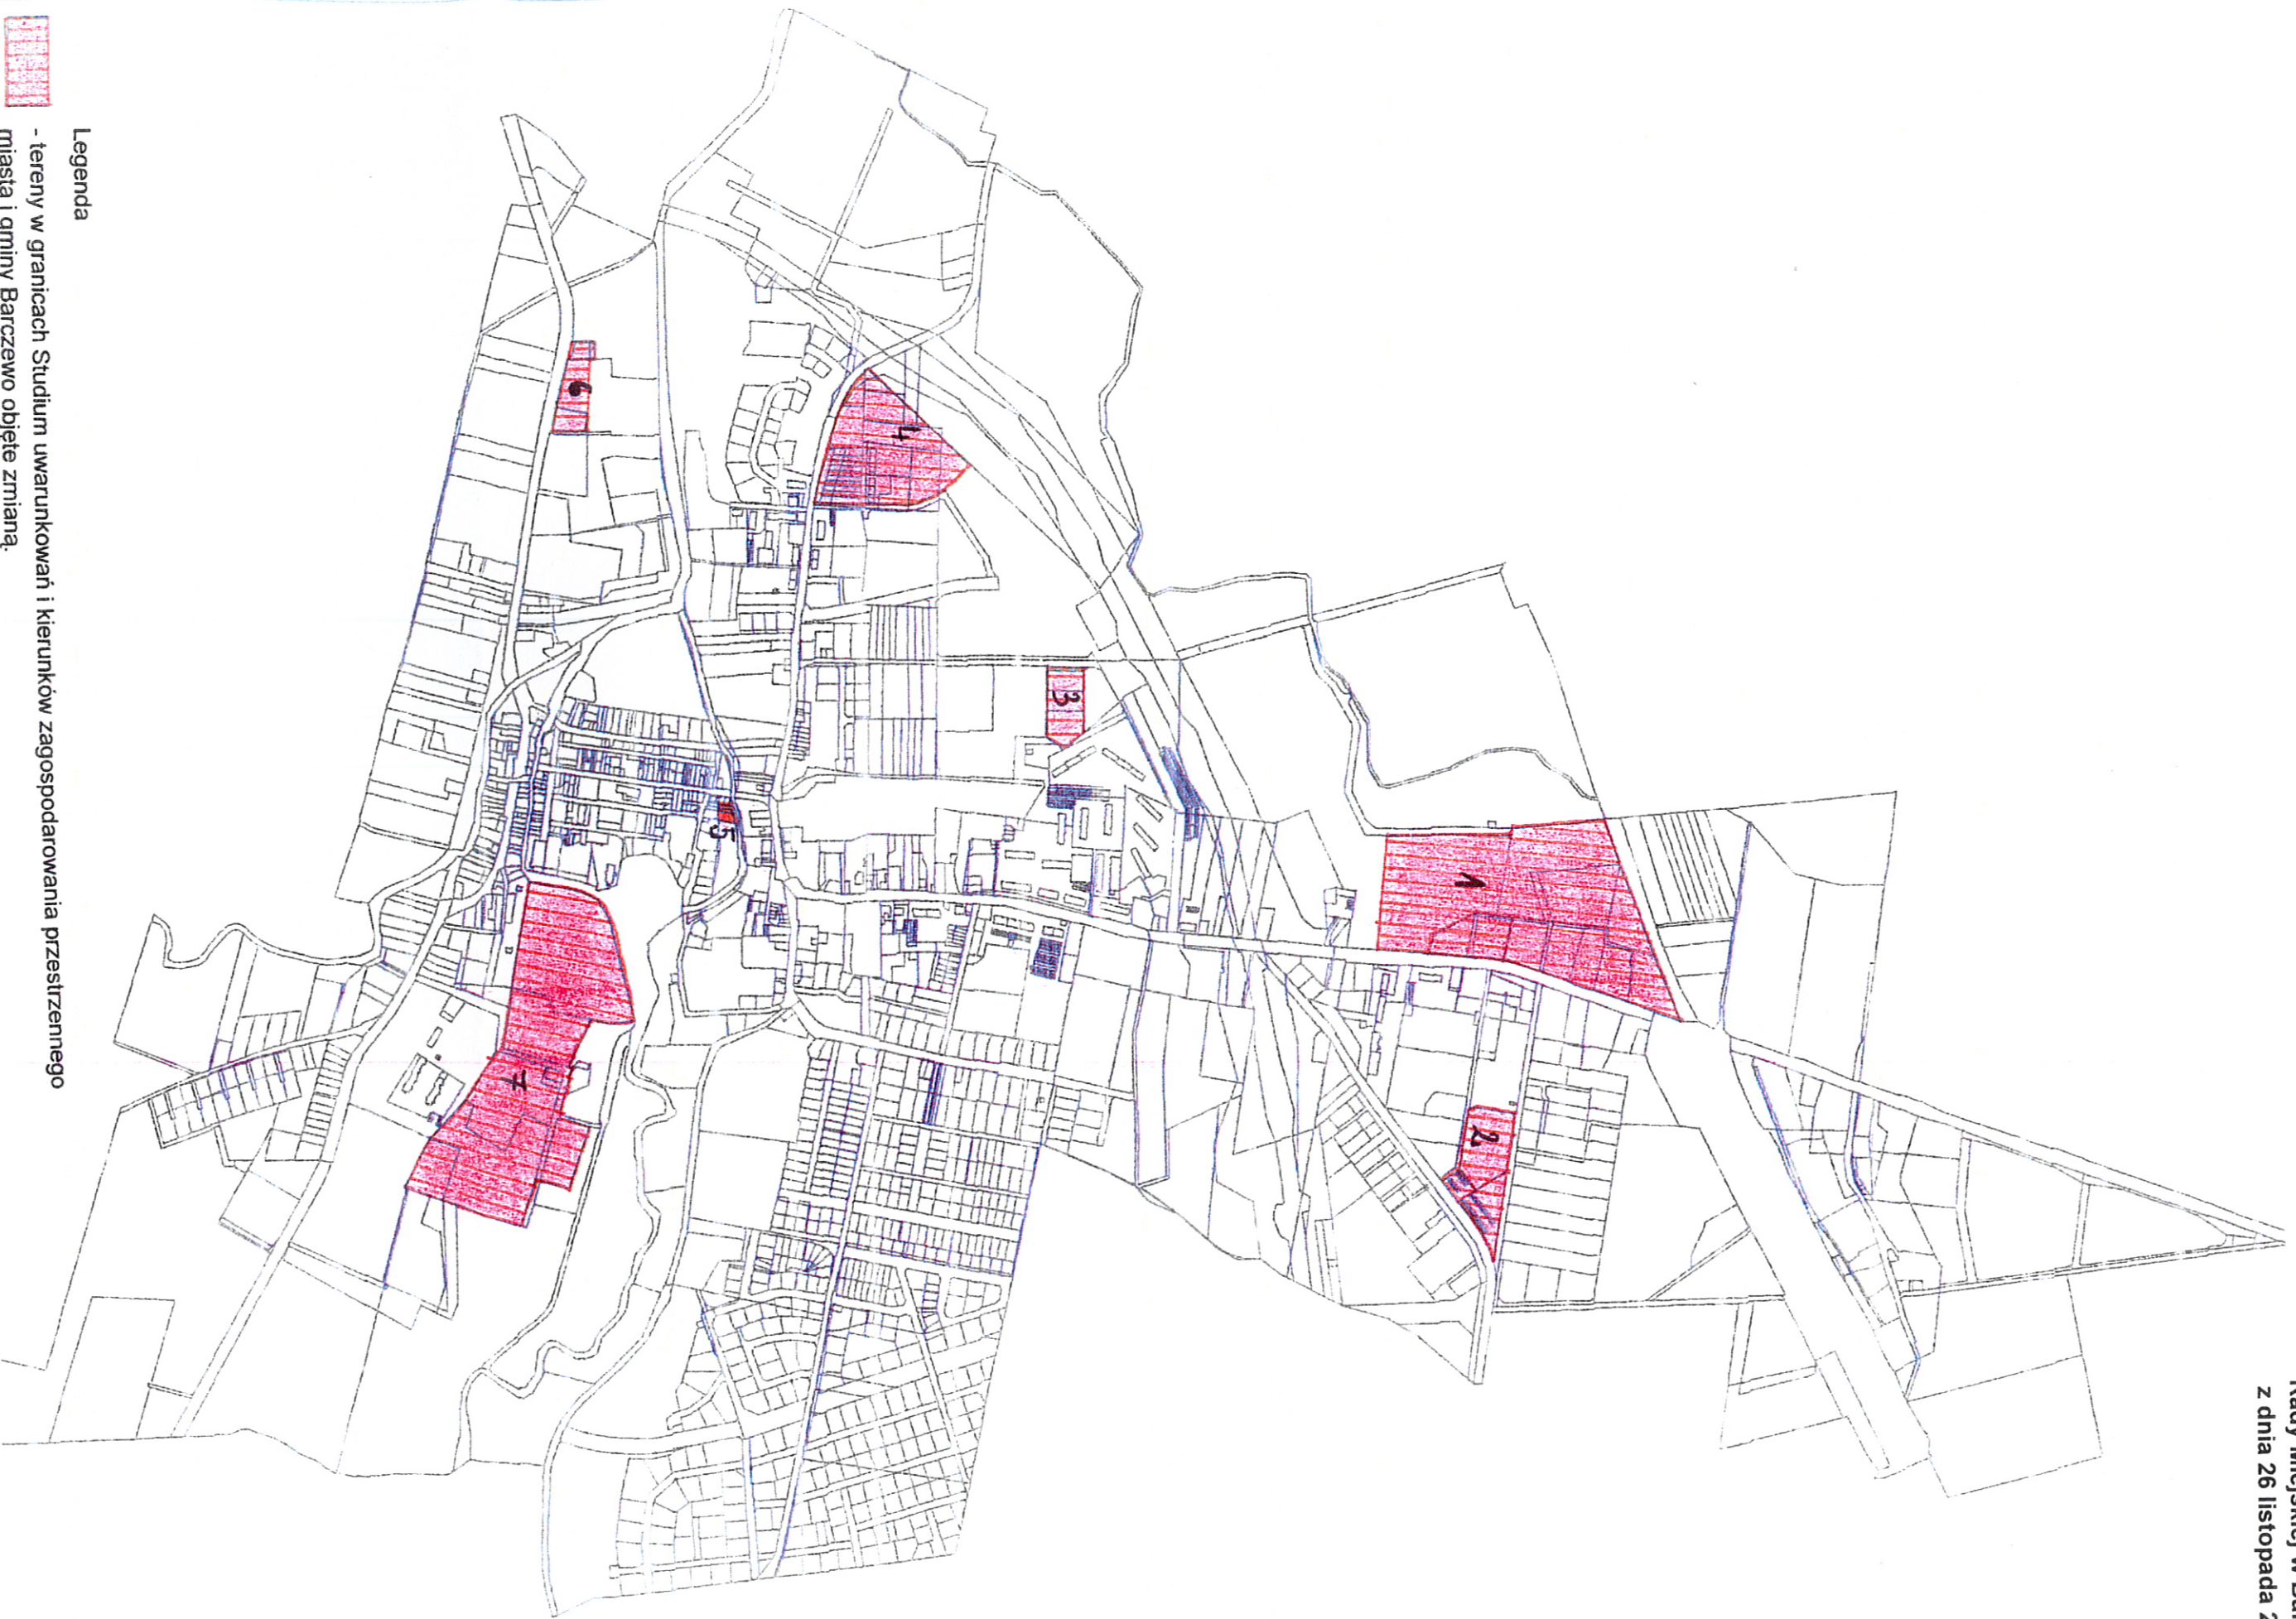 z dnia 26 listopada
1
2
3
4
5
6
7
Legenda
- tereny w granicach Studium uwarunkowań i kierunków zagospodarowania przestrzennego
miasta i gminy Barczewo objęte zmianą.